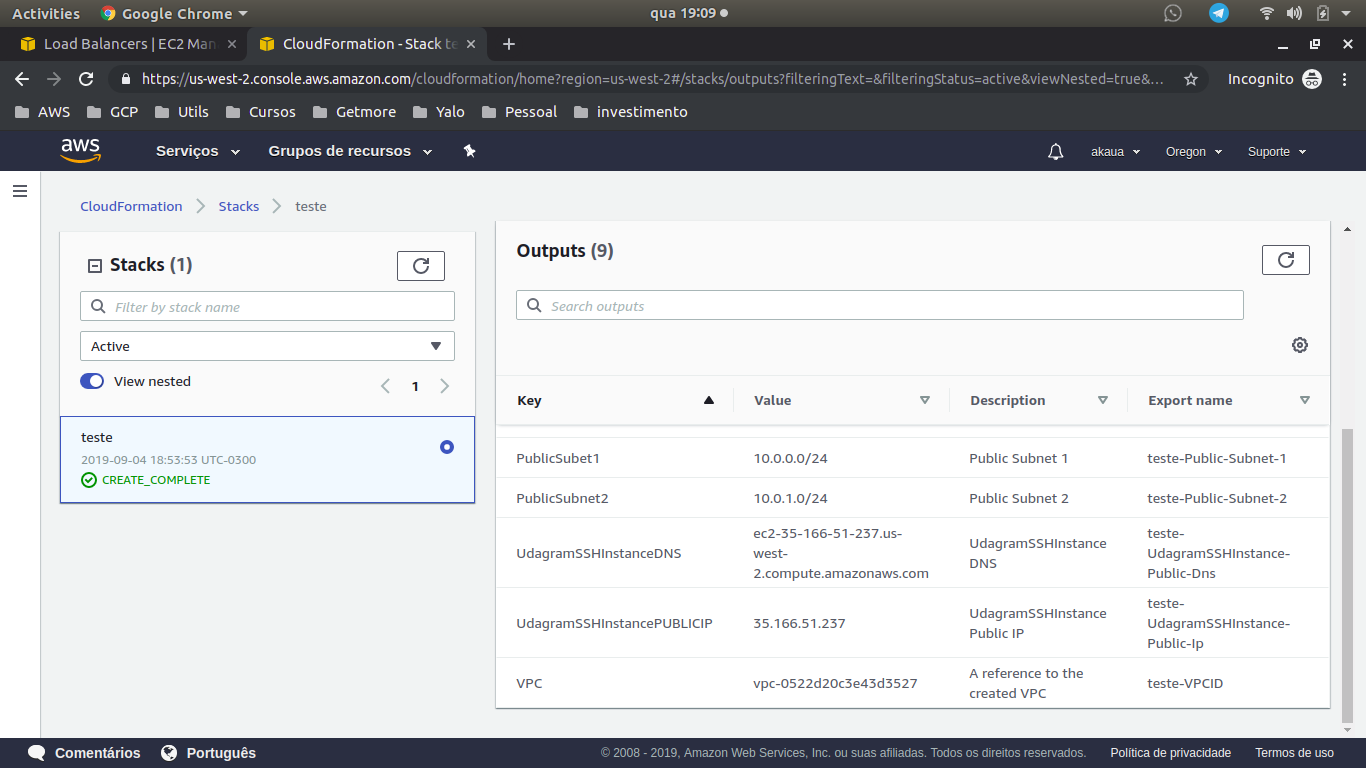 Activities
Google Chrome
qua 19:09
Load Balancers | EC2 Man
CloudFormation - Stack te
https://us-west-2.console.aws.amazon.com/cloudformation/home?region=us-west-2#/stacks/outputs?filteringText=&filteringStatus=active&viewNested=true&…
Incognito
AWS
GCP
Utils
Cursos
Getmore
Yalo
Pessoal
investimento
aws
Serviços
Grupos de recursos
akaua
Oregon
Suporte
CloudFormation
Stacks
teste
Stacks (1)
Filter by stack name
Active
View nested
1
teste
2019-09-04 18:53:53 UTC-0300
CREATE_COMPLETE
Outputs (9)
Search outputs
Key
Value
Description
Export name
PublicSubet1
10.0.0.0/24
Public Subnet 1
teste-Public-Subnet-1
PublicSubnet2
10.0.1.0/24
Public Subnet 2
teste-Public-Subnet-2
UdagramSSHInstanceDNS
ec2-35-166-51-237.us-
west-
2.compute.amazonaws.com
UdagramSSHInstance
DNS
teste-
UdagramSSHInstance-
Public-Dns
UdagramSSHInstancePUBLICIP
35.166.51.237
UdagramSSHInstance
Public IP
teste-
UdagramSSHInstance-
Public-Ip
VPC
vpc-0522d20c3e43d3527
A reference to the
created VPC
teste-VPCID
Comentários
Português
© 2008 - 2019, Amazon Web Services, Inc. ou suas afiliadas. Todos os direitos reservados.
Política de privacidade
Termos de uso